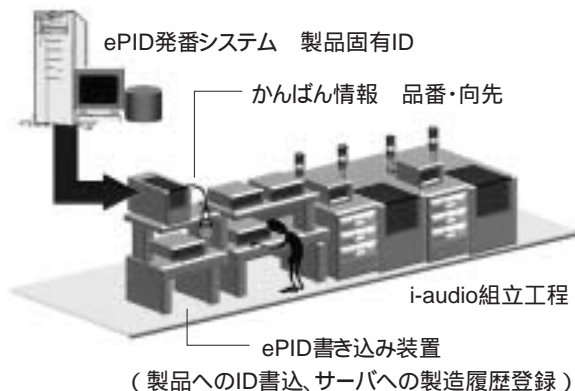 ePID発番システム　製品固有ID
かんばん情報　品番・向先
i-audio組立工程
ePID書き込み装置
（製品へのID書込、サーバへの製造履歴登録）